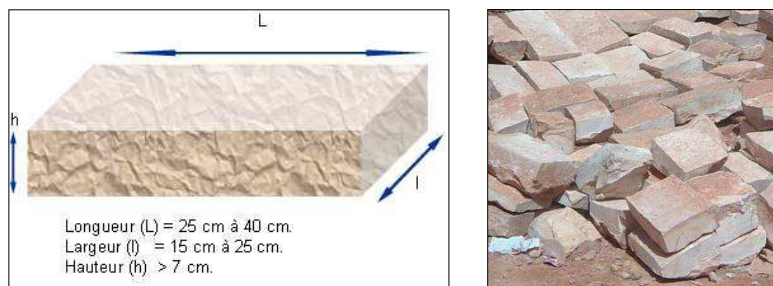 L
h
l
Longueur (L) = 25 cm à 40 cm.
Largeur (l) = 15 cm à 25 cm.
Hauteur (h) > 7 cm.